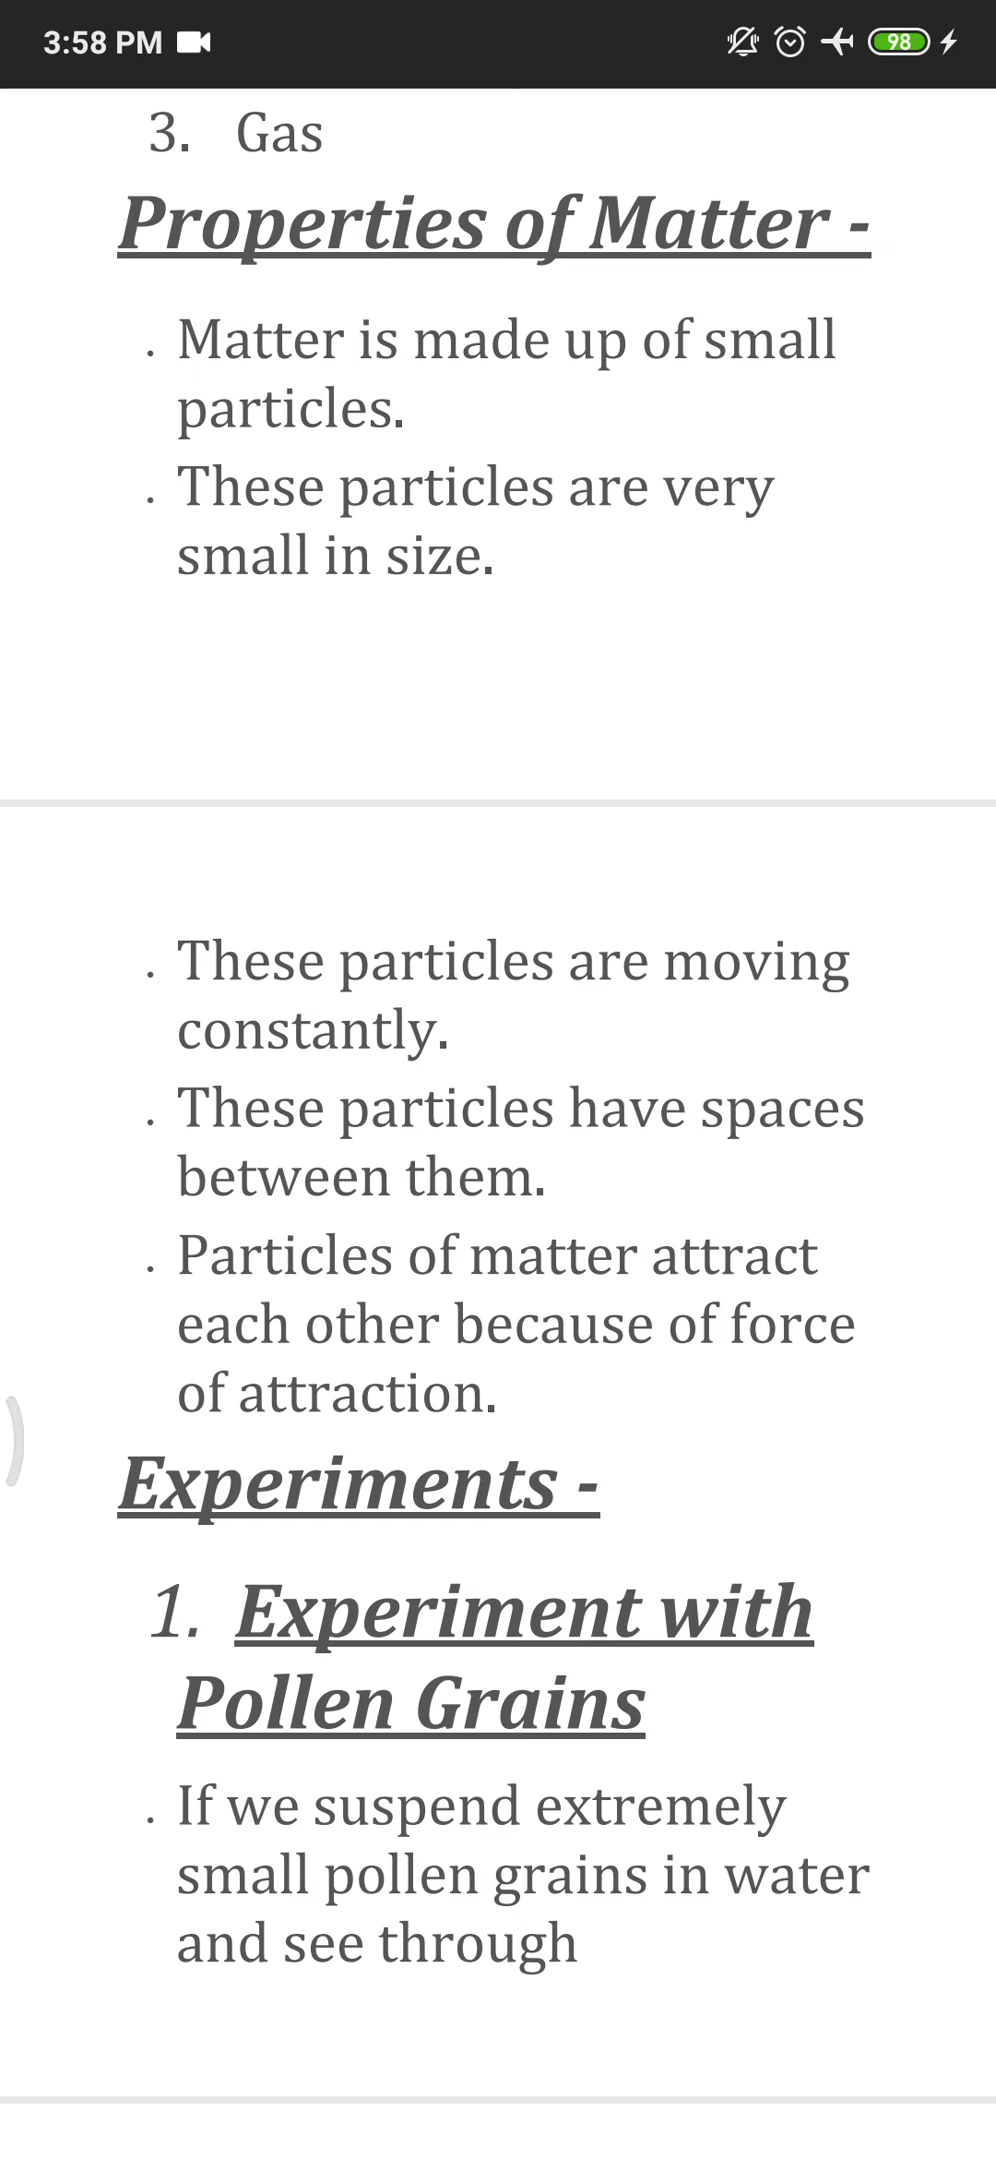 3:58 PM
98
3. Gas
Properties of Matter -
. Matter is made up of small
particles.
. These particles are very
small in size.
. These particles are moving
constantly.
. These particles have spaces
between them.
. Particles of matter attract
each other because of force
of attraction.
Experiments -
1. Experiment with
Pollen Grains
. If we suspend extremely
small pollen grains in water
and see through